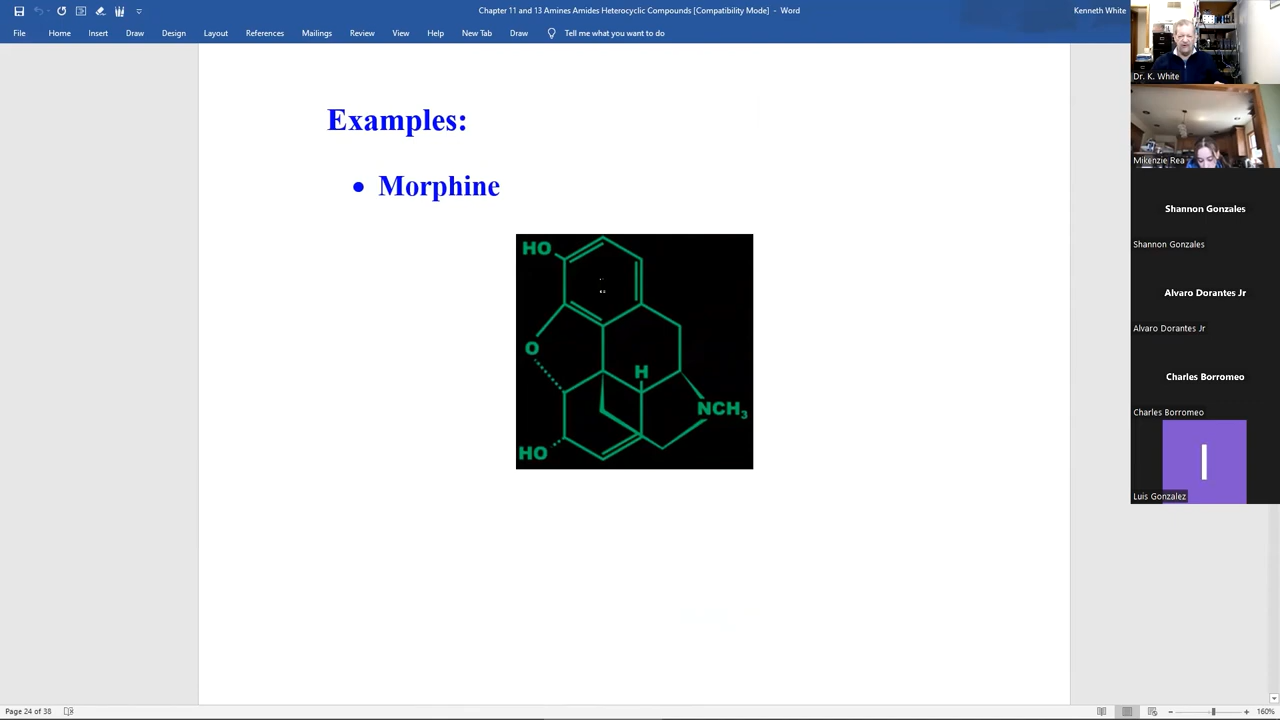 Chapter 11 and 13 Amines Amides Heterocyclic Compounds [Compatibility Mode] - Word
Kenneth White
File Home Insert Draw Design Layout References Mailings Review View Help New Tab Draw Tell me what you want to do
Dr. K. White
Examples:
• Morphine
Mikenzie Rea
Shannon Gonzales
Shannon Gonzales
HO
Alvaro Dorantes Jr
Alvaro Dorantes Jr
O
H
Charles Borromeo
NCH3
Charles Borromeo
HO
I
Luis Gonzalez
Page 24 of 38
160%